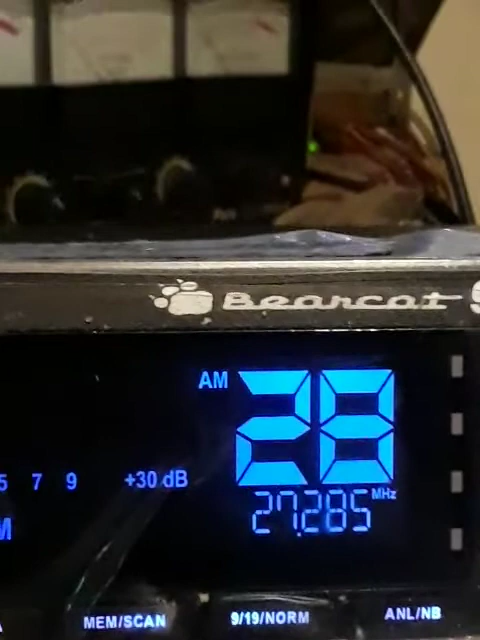 Bearcat
AM
28
5 7 9 +30 dB
27.285 MHz
MEM/SCAN 9/19/NORM ANL/NB